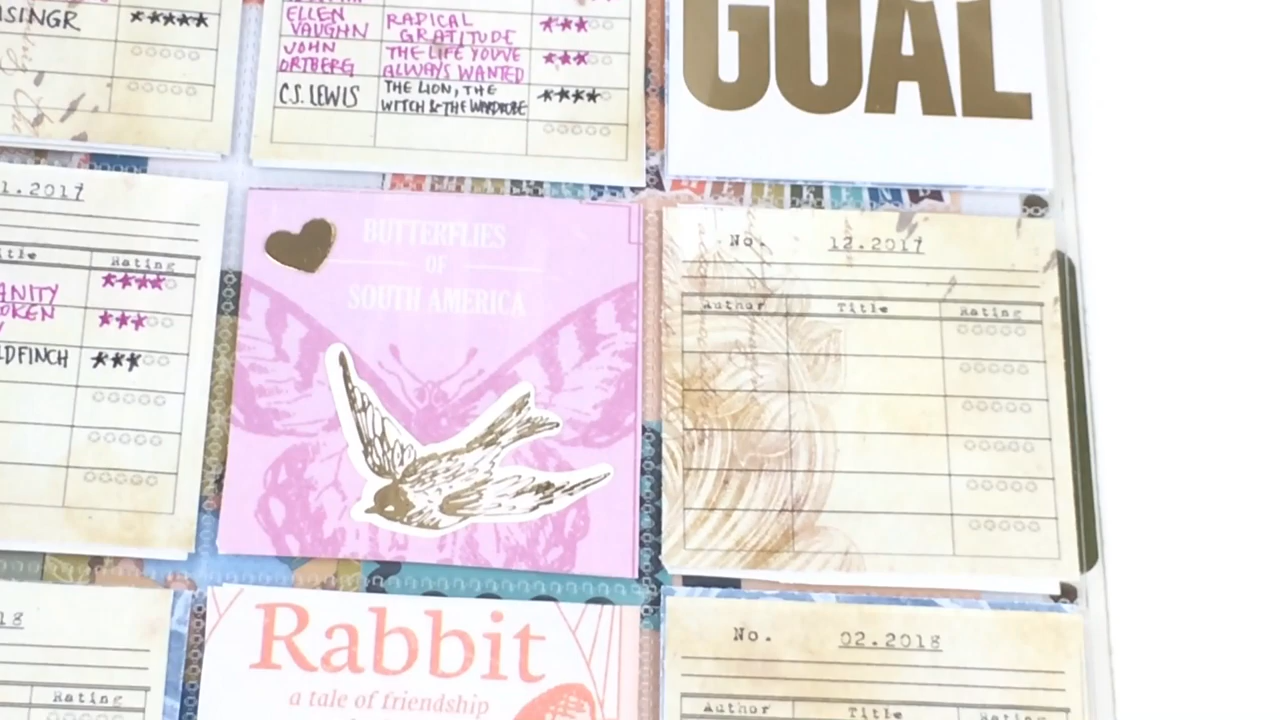 SINGR ★★★★★
ELLEN VAUGHN RADICAL GRATITUDE ★★★
JOHN ORTBERG THE LIFE YOU'VE ALWAYS WANTED ★★★
C.S. LEWIS THE LION, THE WITCH & THE WARDROBE ★★★★
GOAL
1.2017
Rating
ANITY ★★★★
OKEN ★★★
LDFINCH ★★★
BUTTERFLIES
OF
SOUTH AMERICA
No. 12.2017
Author Title Rating
18
Rating
Rabbit
a tale of friendship
No. 02.2018
Author Title Rating